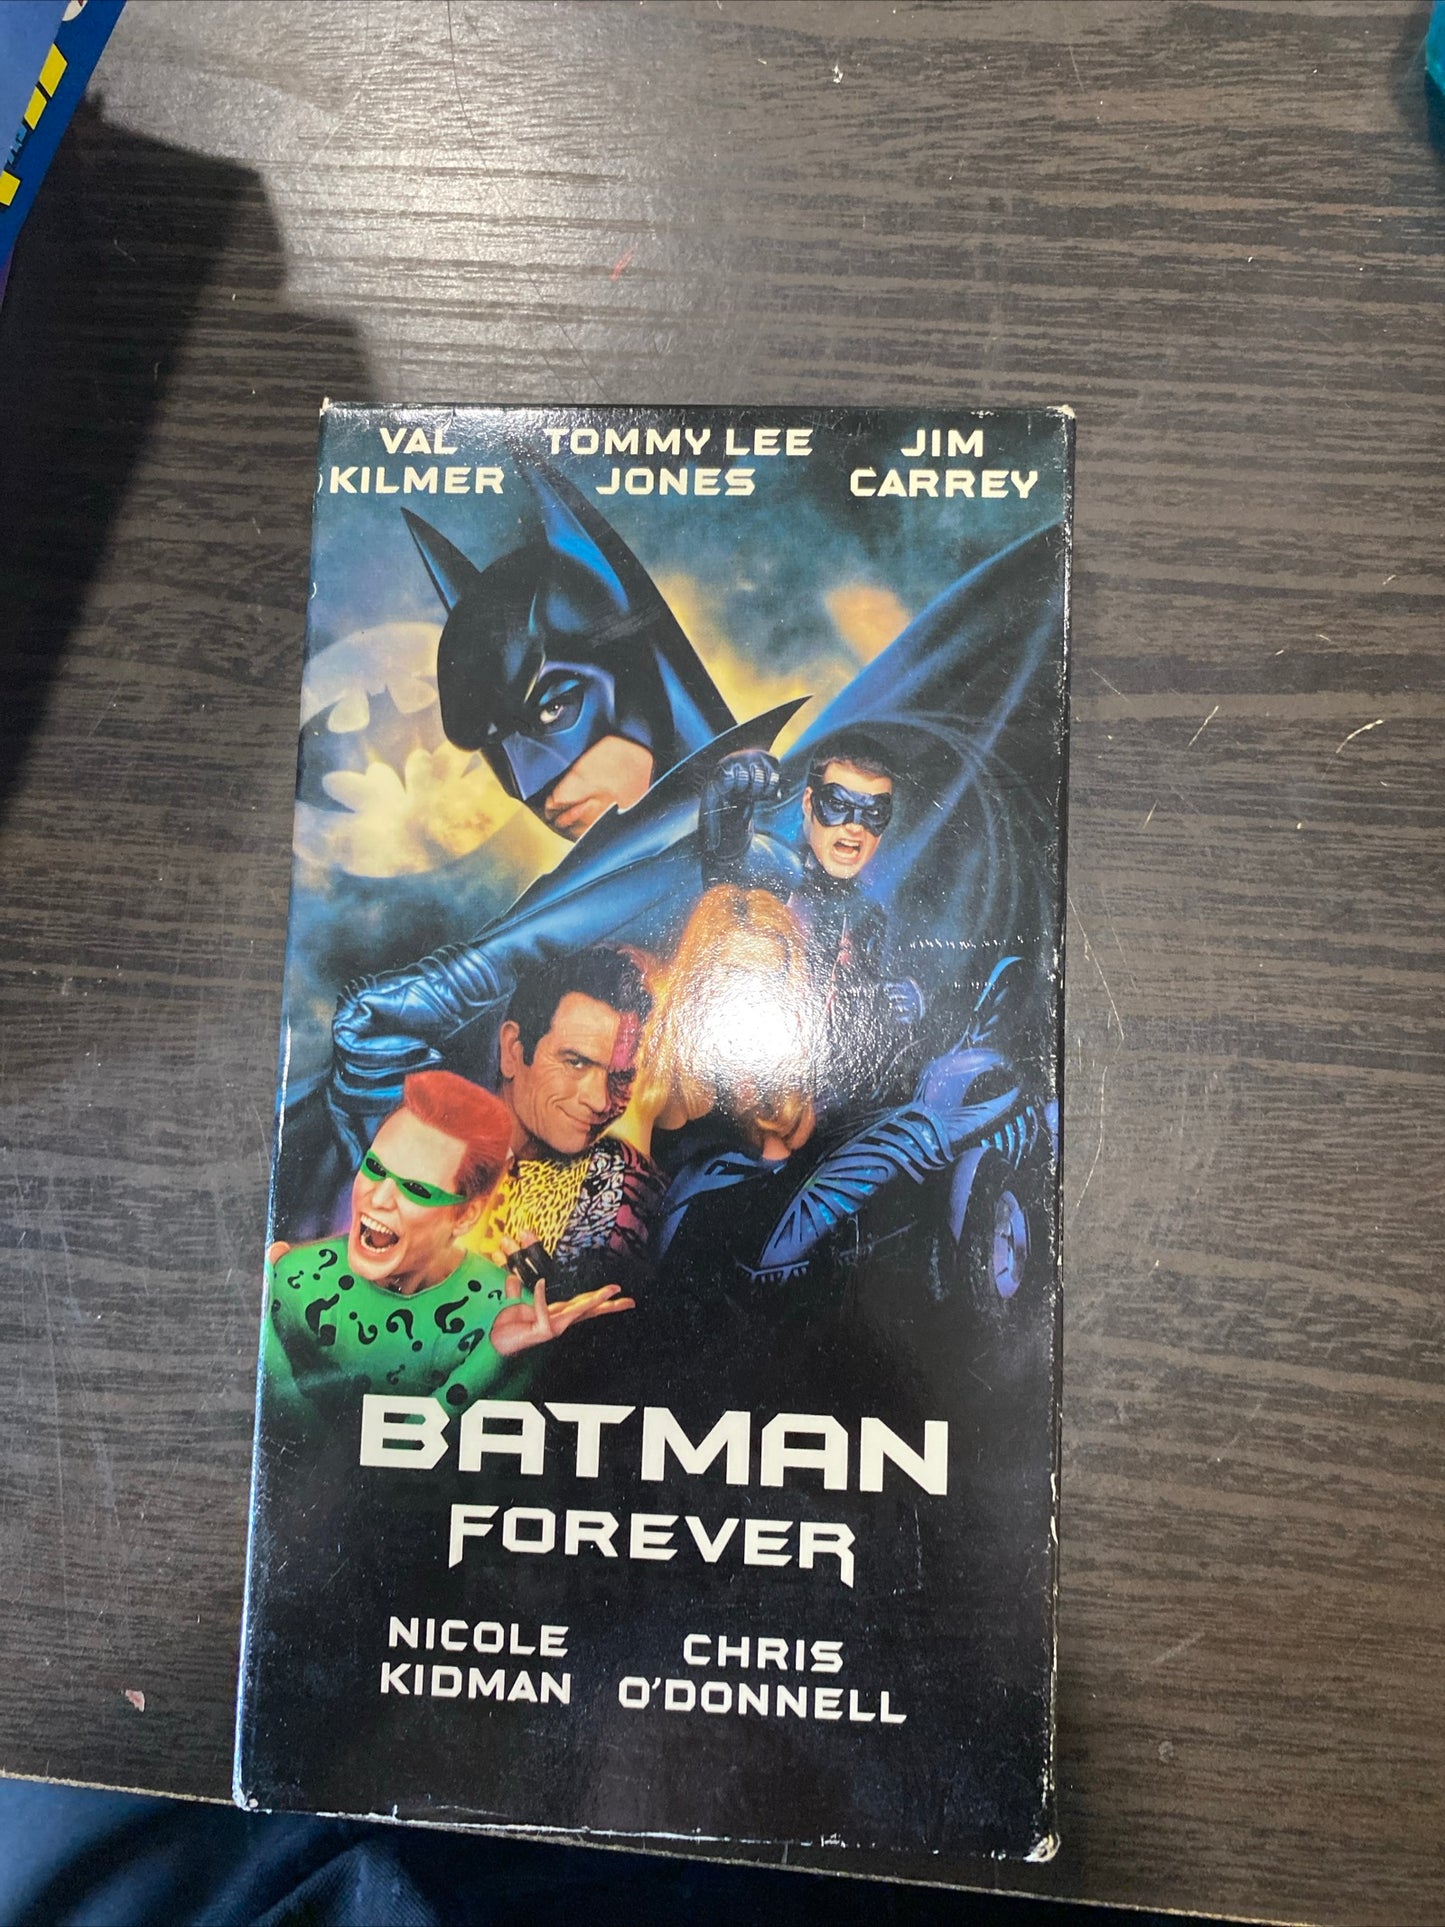 VAL TOMMY LEE JIM
KILMER JONES CARREY
BATMAN
FOREVER
NICOLE CHRIS
KIDMAN O'DONNELL